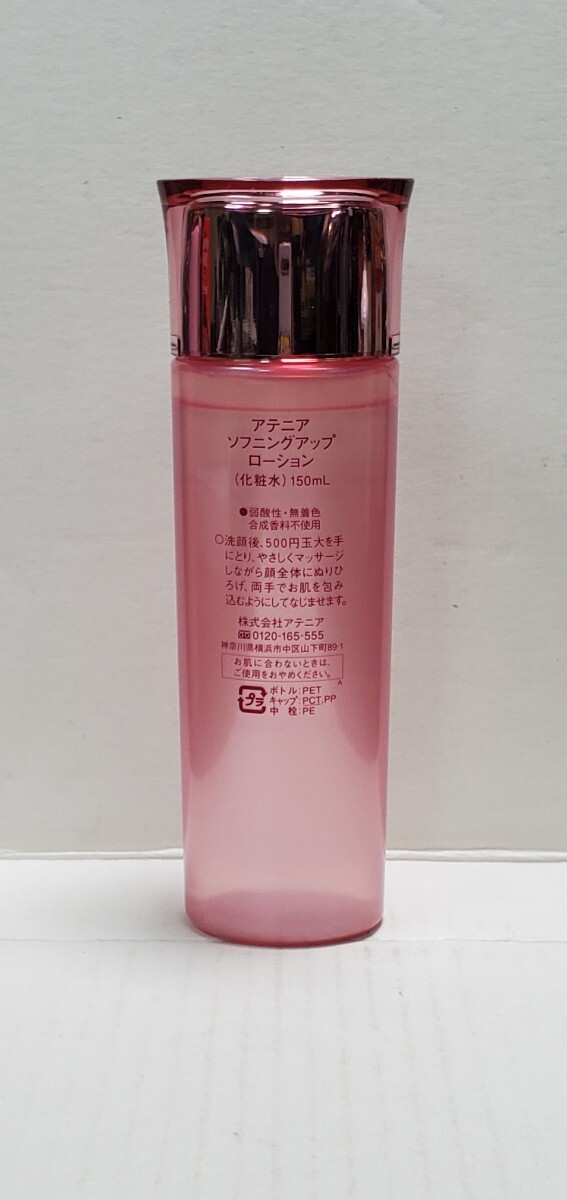 アテニア
ソフニングアップ
ローション
(化粧水)150mL
●弱酸性・無着色
合成香料不使用
○洗顔後、500円玉大を手
にとり、やさしくマッサージ
しながら顔全体にぬりひ
ろげ、両手でお肌を包み
込むようにしてなじませます。
株式会社アテニア
0120-165-555
神奈川県横浜市中区山下町89-1
お肌に合わないときは、
ご使用をおやめください。
A
プラ
ボトル:PET
キャップ:PCT,PP
中 栓:PE